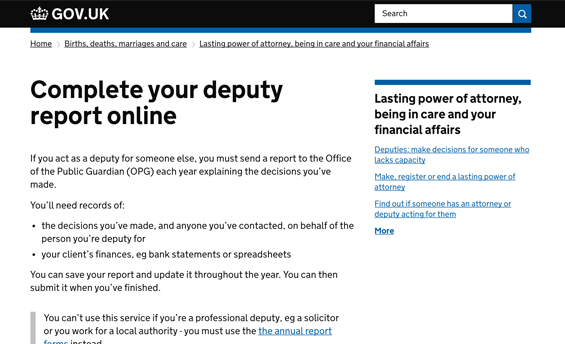 GOV.UK
Search
Home > Births, deaths, marriages and care > Lasting power of attorney, being in care and your financial affairs
Complete your deputy
report online
If you act as a deputy for someone else, you must send a report to the Office
of the Public Guardian (OPG) each year explaining the decisions you've
made.
You'll need records of:
• the decisions you've made, and anyone you've contacted, on behalf of the
person you're deputy for
• your client's finances, eg bank statements or spreadsheets
You can save your report and update it throughout the year. You can then
submit it when you've finished.
You can't use this service if you're a professional deputy, eg a solicitor
or you work for a local authority - you must use the the annual report
forms instead
Lasting power of attorney,
being in care and your
financial affairs
Deputies: make decisions for someone who
lacks capacity
Make, register or end a lasting power of
attorney
Find out if someone has an attorney or
deputy acting for them
More